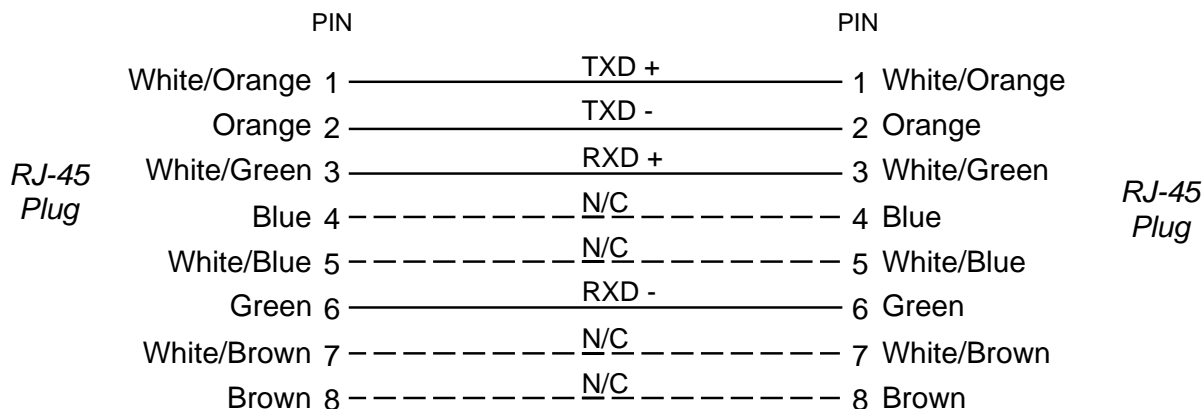 PIN PIN
White/Orange 1 TXD + 1 White/Orange
Orange 2 TXD - 2 Orange
White/Green 3 RXD + 3 White/Green
RJ-45 Plug
Blue 4 N/C 4 Blue
RJ-45 Plug
White/Blue 5 N/C 5 White/Blue
Green 6 RXD - 6 Green
White/Brown 7 N/C 7 White/Brown
Brown 8 N/C 8 Brown